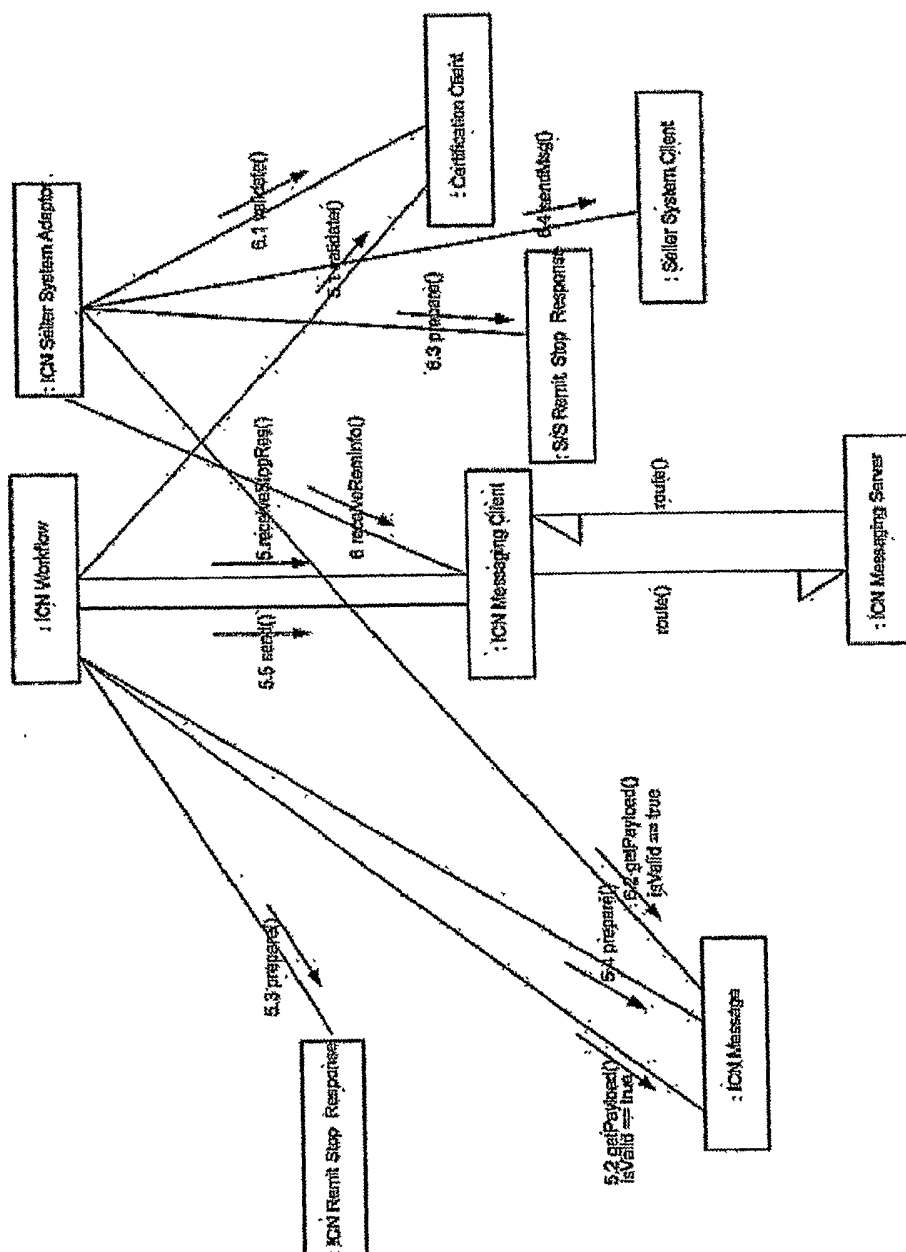 : ICN Workflow
: ICN Seller System Adaptor
5.3 prepare()
5.5 send()
5.receiveStopRes()
6.1 validate()
: ICN Remit Stop Response
6 receiveRemInfo()
5.1 validate()
6.3 prepare()
: Certification Client
: ICN Messaging Client
6.4 sendMsg()
: S/S Remit Stop Response
5.2 getPayload()
isValid == true
5.4 prepare()
6.2 getPayload()
isValid == true
route()
route()
: Seller System Client
: ICN Message
: ICN Messaging Server